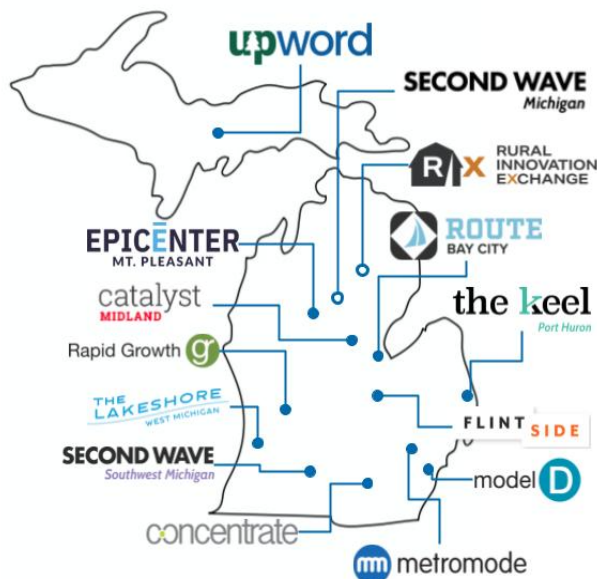 upword
SECOND WAVE
Michigan
R X RURAL
INNOVATION
EXCHANGE
EPICENTER
MT. PLEASANT
ROUTE
BAY CITY
catalyst
MIDLAND
the keel
Port Huron
Rapid Growth g
THE
LAKESHORE
WEST MICHIGAN
FLINT
SIDE
SECOND WAVE
Southwest Michigan
model D
concentrate
mm metromode